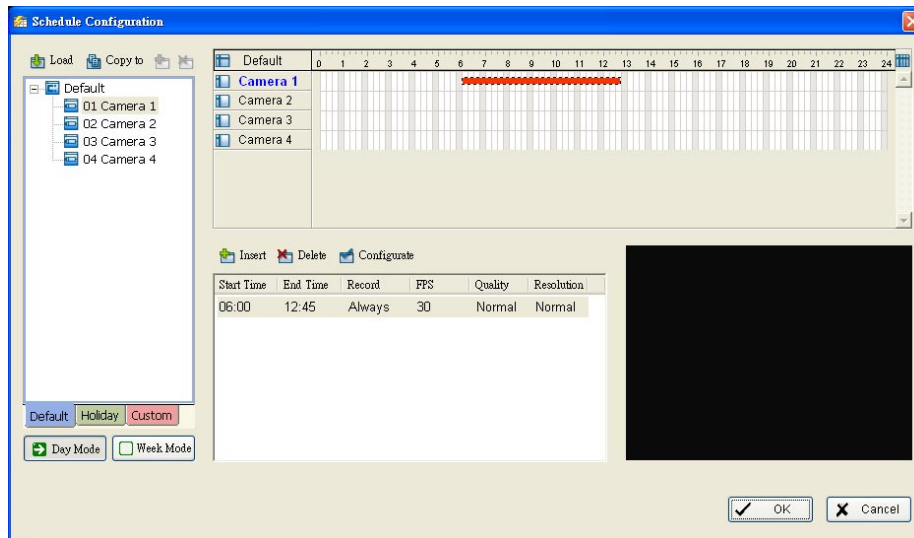 Schedule Configuration
Load Copy to
Default
01 Camera 1
02 Camera 2
03 Camera 3
04 Camera 4
Default Holiday Custom
Day Mode Week Mode
Default 0 1 2 3 4 5 6 7 8 9 10 11 12 13 14 15 16 17 18 19 20 21 22 23 24
Camera 1
Camera 2
Camera 3
Camera 4
Insert Delete Configurate
Start Time End Time Record FPS Quality Resolution
06:00 12:45 Always 30 Normal Normal
OK Cancel